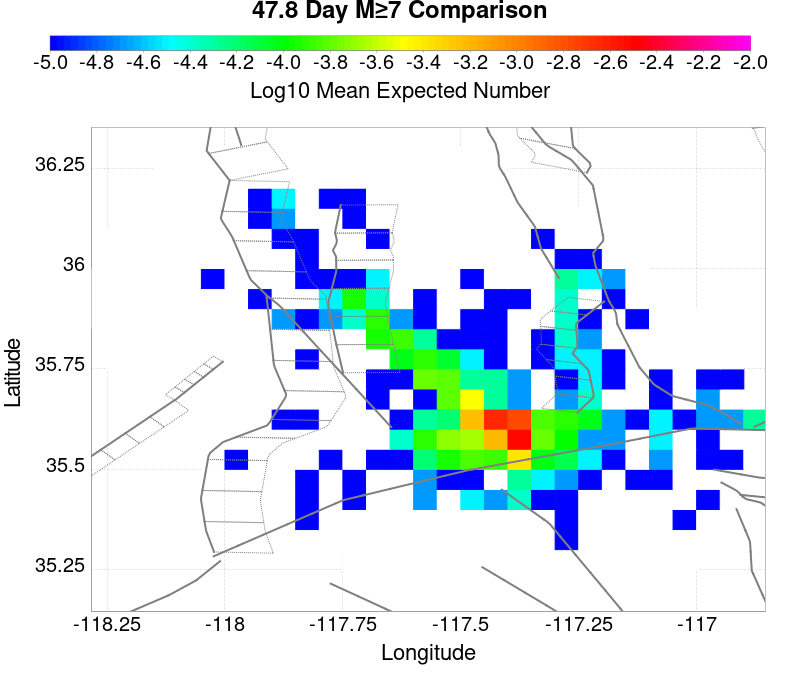 47.8 Day M≥7 Comparison
-5.0 -4.8 -4.6 -4.4 -4.2 -4.0 -3.8 -3.6 -3.4 -3.2 -3.0 -2.8 -2.6 -2.4 -2.2 -2.0
Log10 Mean Expected Number
36.25
36
35.75
35.5
35.25
Latitude
-118.25 -118 -117.75 -117.5 -117.25 -117
Longitude